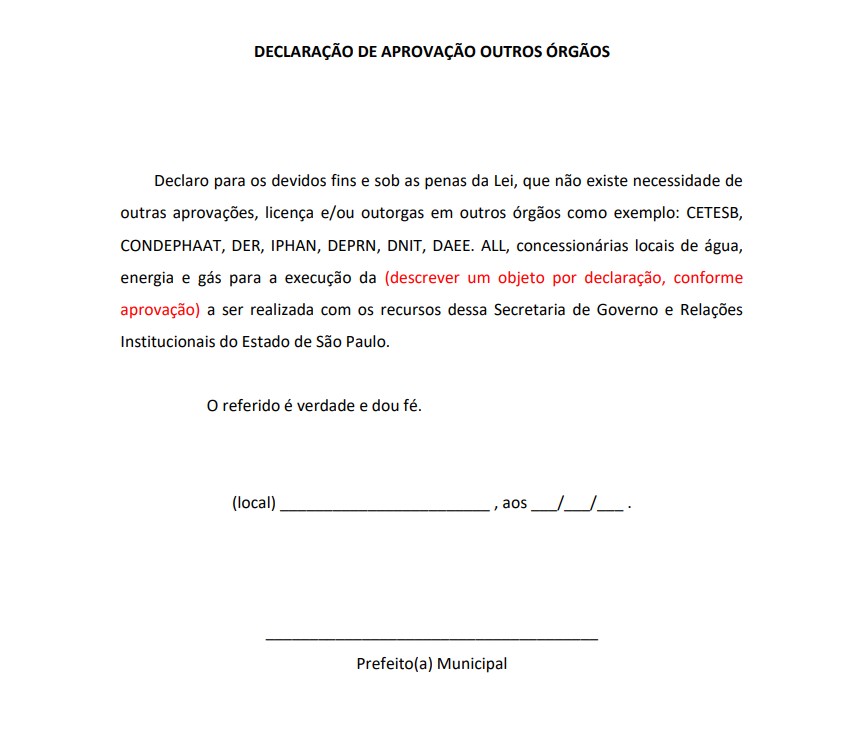 DECLARAÇÃO DE APROVAÇÃO OUTROS ÓRGÃOS
Declaro para os devidos fins e sob as penas da Lei, que não existe necessidade de
outras aprovações, licença e/ou outorgas em outros órgãos como exemplo: CETESB,
CONDEPHAAT, DER, IPHAN, DEPRN, DNIT, DAEE. ALL, concessionárias locais de água,
energia e gás para a execução da (descrever um objeto por declaração, conforme
aprovação) a ser realizada com os recursos dessa Secretaria de Governo e Relações
Institucionais do Estado de São Paulo.
O referido é verdade e dou fé.
(local) _________________________ , aos ___/___/___ .
________________________________________
Prefeito(a) Municipal